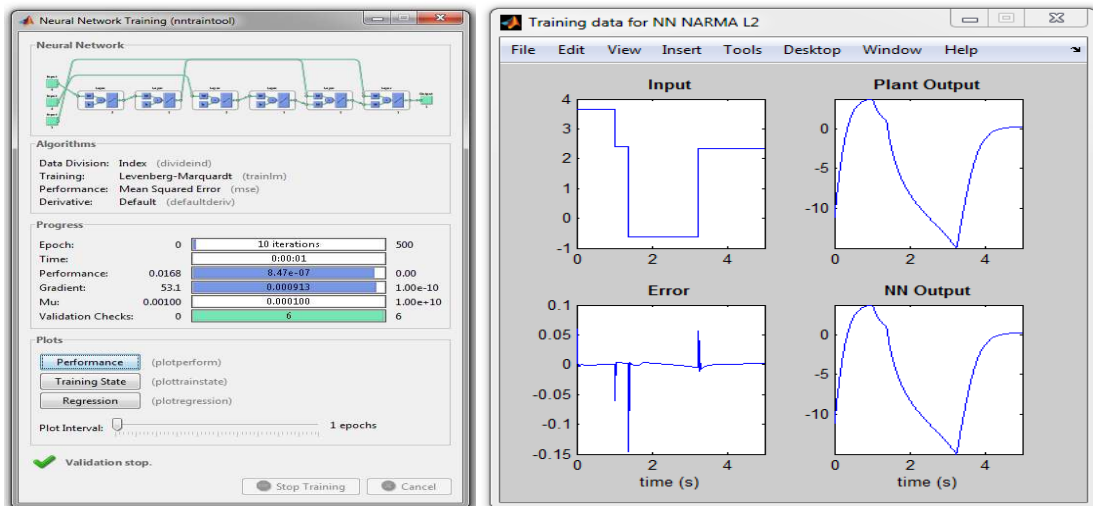 Neural Network Training (nntraintool)
Neural Network
Algorithms
Data Division: Index (divideind)
Training: Levenberg-Marquardt (trainlm)
Performance: Mean Squared Error (mse)
Derivative: Default (defaultderiv)
Progress
Epoch: 0 10 iterations 500
Time: 0:00:01
Performance: 0.0168 8.47e-07 0.00
Gradient: 53.1 0.000913 1.00e-10
Mu: 0.00100 0.000100 1.00e+10
Validation Checks: 0 6 6
Plots
Performance (plotperform)
Training State (plottrainstate)
Regression (plotregression)
Plot Interval: 1 epochs
Validation stop.
Stop Training Cancel
Training data for NN NARMA L2
File Edit View Insert Tools Desktop Window Help
Input
4
3
2
1
0
-1
0 2 4
Plant Output
0
-5
-10
0 2 4
Error
0.1
0.05
0
-0.05
-0.1
-0.15
0 2 4
time (s)
NN Output
0
-5
-10
0 2 4
time (s)